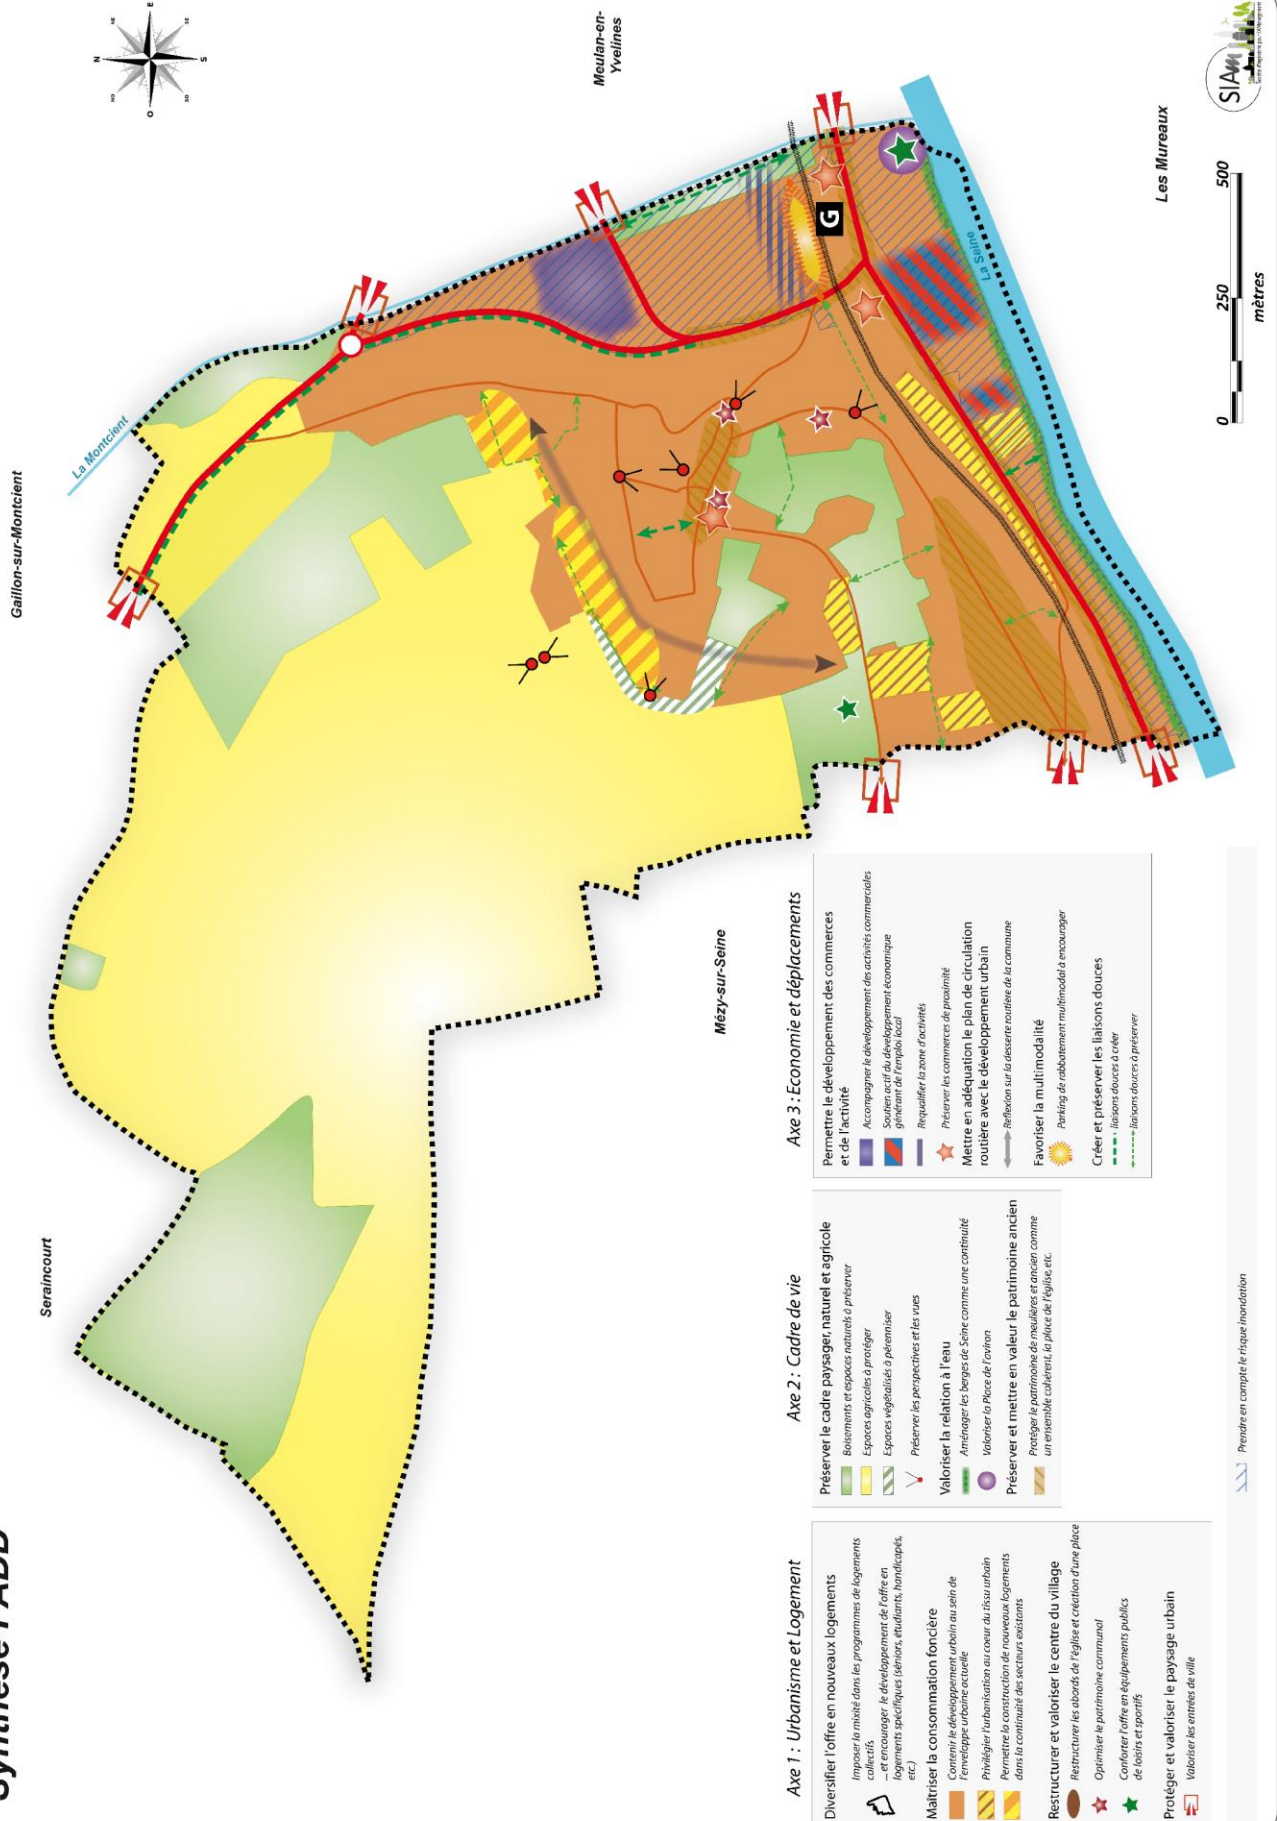 Gaillon-sur-Montcient
Seraincourt
Meulan-en-
Yvelines
Mézy-sur-Seine
Les Mureaux
La Montcient
La Seine
G
N
NE
E
SE
S
SO
O
NO
0 250 500
mètres
SIAm
Axe 1 : Urbanisme et Logement
Diversifier l'offre en nouveaux logements
Imposer la mixité dans les programmes de logements
collectifs
... et encourager le développement de l'offre en
logements spécifiques (séniors, étudiants, handicapés,
etc.)
Maîtriser la consommation foncière
Contenir le développement urbain au sein de
l'enveloppe urbaine actuelle
Privilégier l'urbanisation au coeur du tissu urbain
Permettre la construction de nouveaux logements
dans la continuité des secteurs existants
Restructurer et valoriser le centre du village
Restructurer les abords de l'église et création d'une place
Optimiser le patrimoine communal
Conforter l'offre en équipements publics
de loisirs et sportifs
Protéger et valoriser le paysage urbain
Valoriser les entrées de ville
Axe 2 : Cadre de vie
Préserver le cadre paysager, naturel et agricole
Boisements et espaces naturels à préserver
Espaces agricoles à protéger
Espaces végétalisés à pérenniser
Préserver les perspectives et les vues
Valoriser la relation à l'eau
Aménager les berges de Seine comme une continuité
Valoriser la Place de l'aviron
Préserver et mettre en valeur le patrimoine ancien
Protéger le patrimoine de meulières et ancien comme
un ensemble cohérent, la place de l'église, etc.
Axe 3 : Economie et déplacements
Permettre le développement des commerces
et de l'activité
Accompagner le développement des activités commerciales
Soutien actif du développement économique
générant de l'emploi local
Requalifier la zone d'activités
Préserver les commerces de proximité
Mettre en adéquation le plan de circulation
routière avec le développement urbain
Reflexion sur la desserte routière de la commune
Favoriser la multimodalité
Parking de rabbatement multimodal à encourager
Créer et préserver les liaisons douces
liaisons douces à créer
liaisons douces à préserver
Prendre en compte le risque inondation